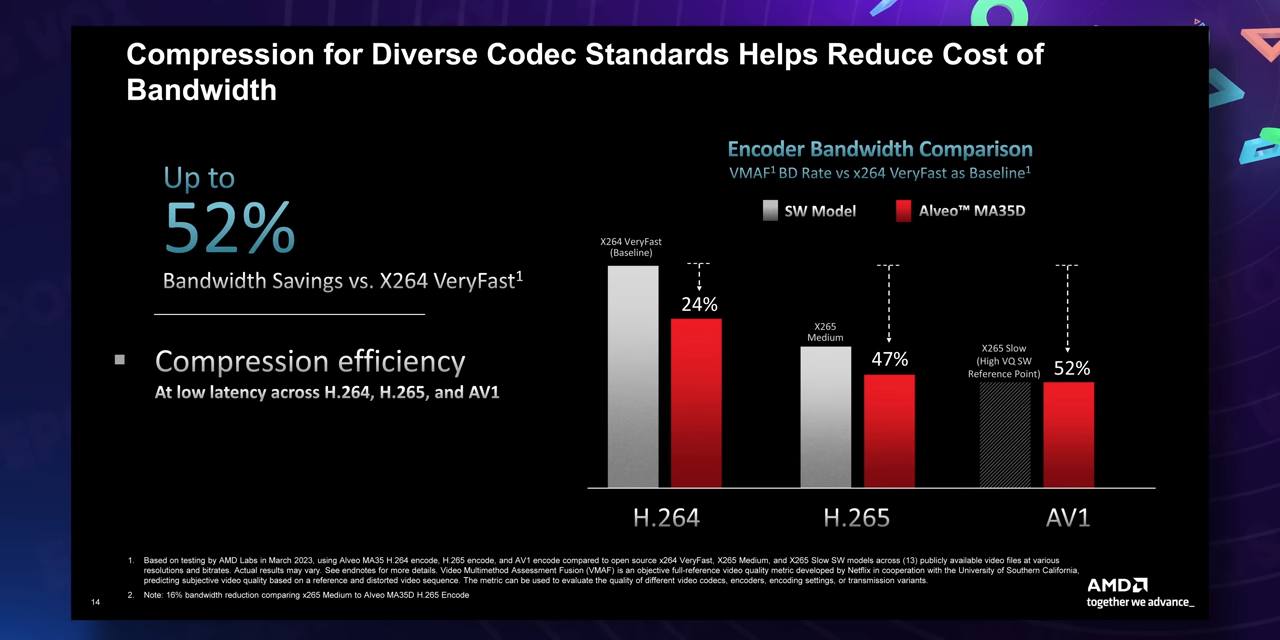 Compression for Diverse Codec Standards Helps Reduce Cost of
Bandwidth
Up to
52%
Bandwidth Savings vs. X264 VeryFast1
Compression efficiency
At low latency across H.264, H.265, and AV1
Encoder Bandwidth Comparison
VMAF1 BD Rate vs x264 VeryFast as Baseline1
SW Model
Alveo™ MA35D
X264 VeryFast
(Baseline)
24%
X265
Medium
47%
X265 Slow
(High VQ SW
Reference Point)
52%
H.264
H.265
AV1
1. Based on testing by AMD Labs in March 2023, using Alveo MA35 H.264 encode, H.265 encode, and AV1 encode compared to open source x264 VeryFast, X265 Medium, and X265 Slow SW models across (13) publicly available video files at various
resolutions and bitrates. Actual results may vary. See endnotes for more details. Video Multimethod Assessment Fusion (VMAF) is an objective full-reference video quality metric developed by Netflix in cooperation with the University of Southern California,
predicting subjective video quality based on a reference and distorted video sequence. The metric can be used to evaluate the quality of different video codecs, encoders, encoding settings, or transmission variants.
2. Note: 16% bandwidth reduction comparing x265 Medium to Alveo MA35D H.265 Encode
14
AMD
together we advance_